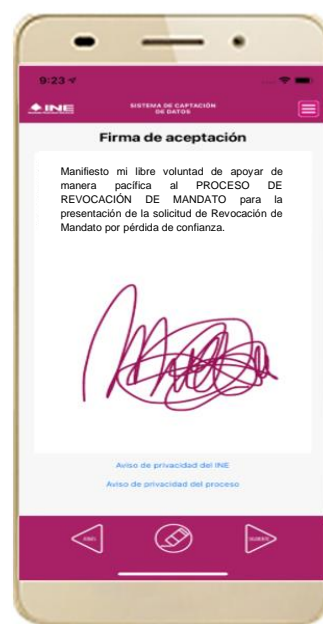 9:23
INE
SISTEMA DE CAPTACIÓN
DE DATOS
Firma de aceptación
Manifiesto mi libre voluntad de apoyar de
manera pacífica al PROCESO DE
REVOCACIÓN DE MANDATO para la
presentación de la solicitud de Revocación de
Mandato por pérdida de confianza.
Aviso de privacidad del INE
Aviso de privacidad del proceso